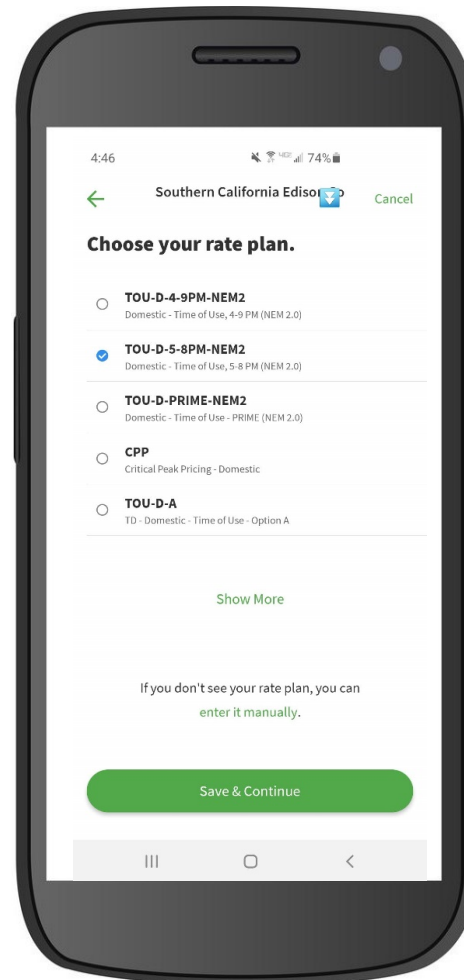 4:46 74%
Southern California Edison Co Cancel
Choose your rate plan.
TOU-D-4-9PM-NEM2
Domestic - Time of Use, 4-9 PM (NEM 2.0)
TOU-D-5-8PM-NEM2
Domestic - Time of Use, 5-8 PM (NEM 2.0)
TOU-D-PRIME-NEM2
Domestic - Time of Use - PRIME (NEM 2.0)
CPP
Critical Peak Pricing - Domestic
TOU-D-A
TD - Domestic - Time of Use - Option A
Show More
If you don't see your rate plan, you can
enter it manually.
Save & Continue